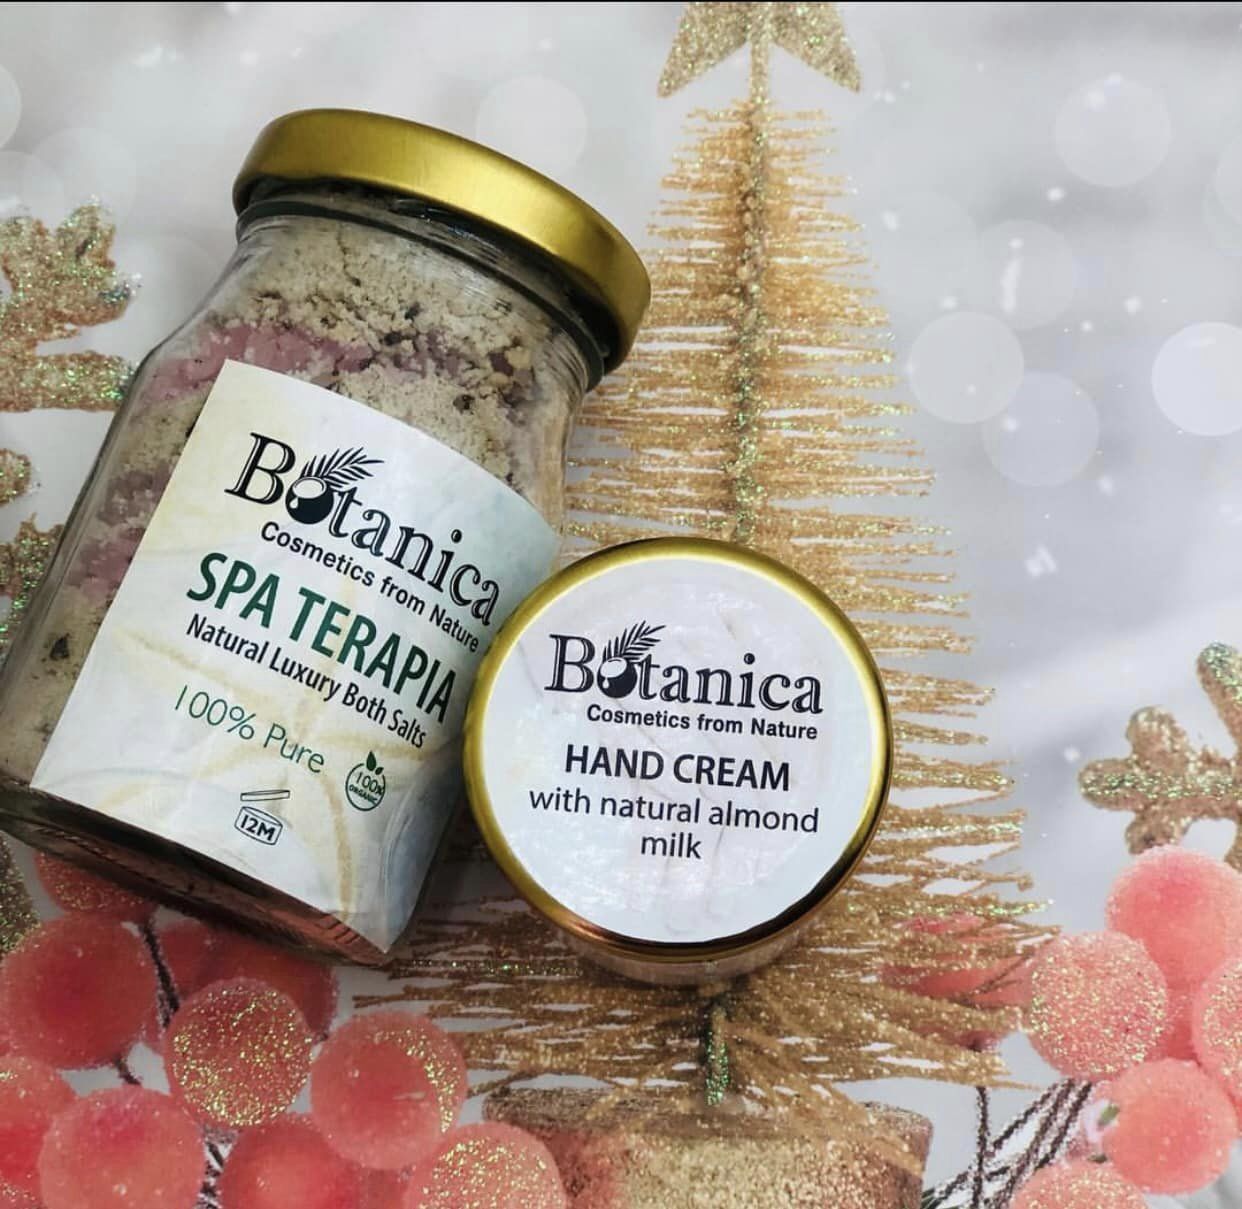 Botanica
Cosmetics from Nature
SPA TERAPIA
Natural Luxury Both Salts
100% Pure
100%
ORGANIC
12M
Botanica
Cosmetics from Nature
HAND CREAM
with natural almond
milk